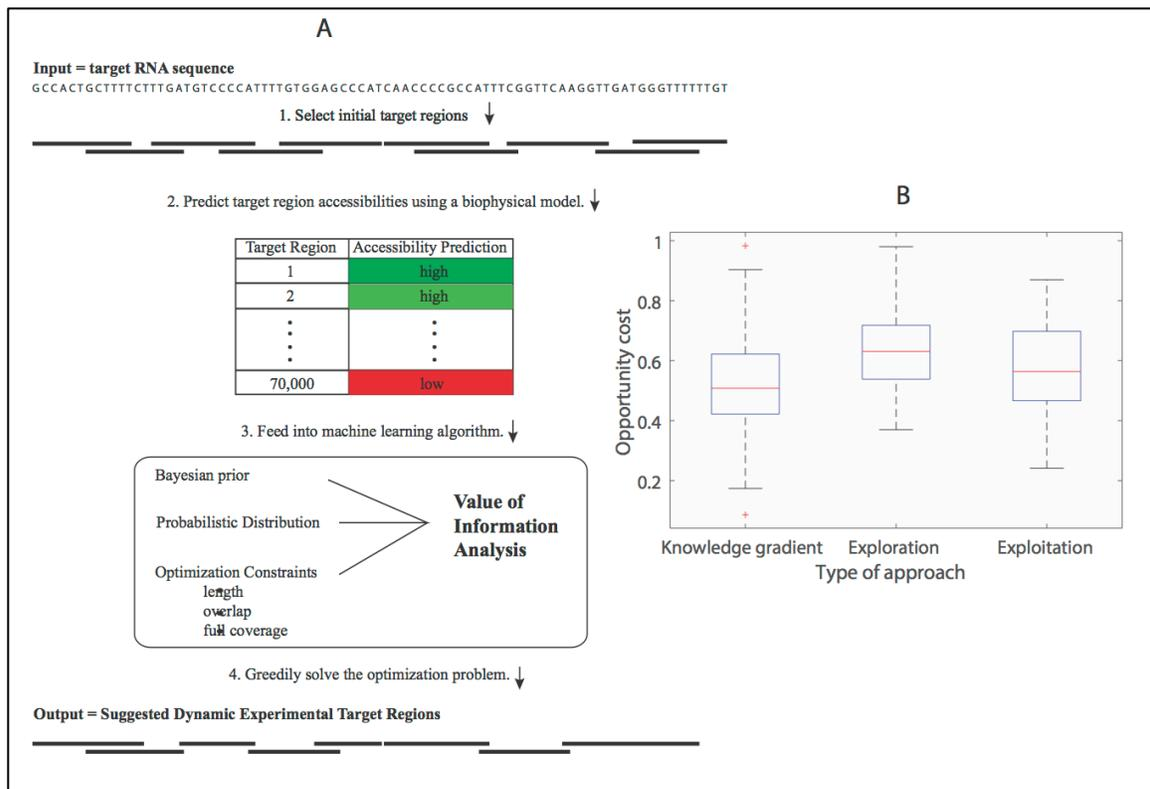 A
Input = target RNA sequence
GCCACTGCTTTTCTTTGATGTCCCCATTTTGTGGAGCCCATCAACCCCGCCATTTCGGTTCAAGGTTGATGGGTTTTTTGT
1. Select initial target regions
2. Predict target region accessibilities using a biophysical model.
Target Region Accessibility Prediction
1 high
2 high
70,000 low
3. Feed into machine learning algorithm.
Bayesian prior
Probabilistic Distribution
Optimization Constraints
length
overlap
full coverage
Value of
Information
Analysis
4. Greedily solve the optimization problem.
Output = Suggested Dynamic Experimental Target Regions
B
Opportunity cost
1
0.8
0.6
0.4
0.2
Knowledge gradient Exploration Exploitation
Type of approach